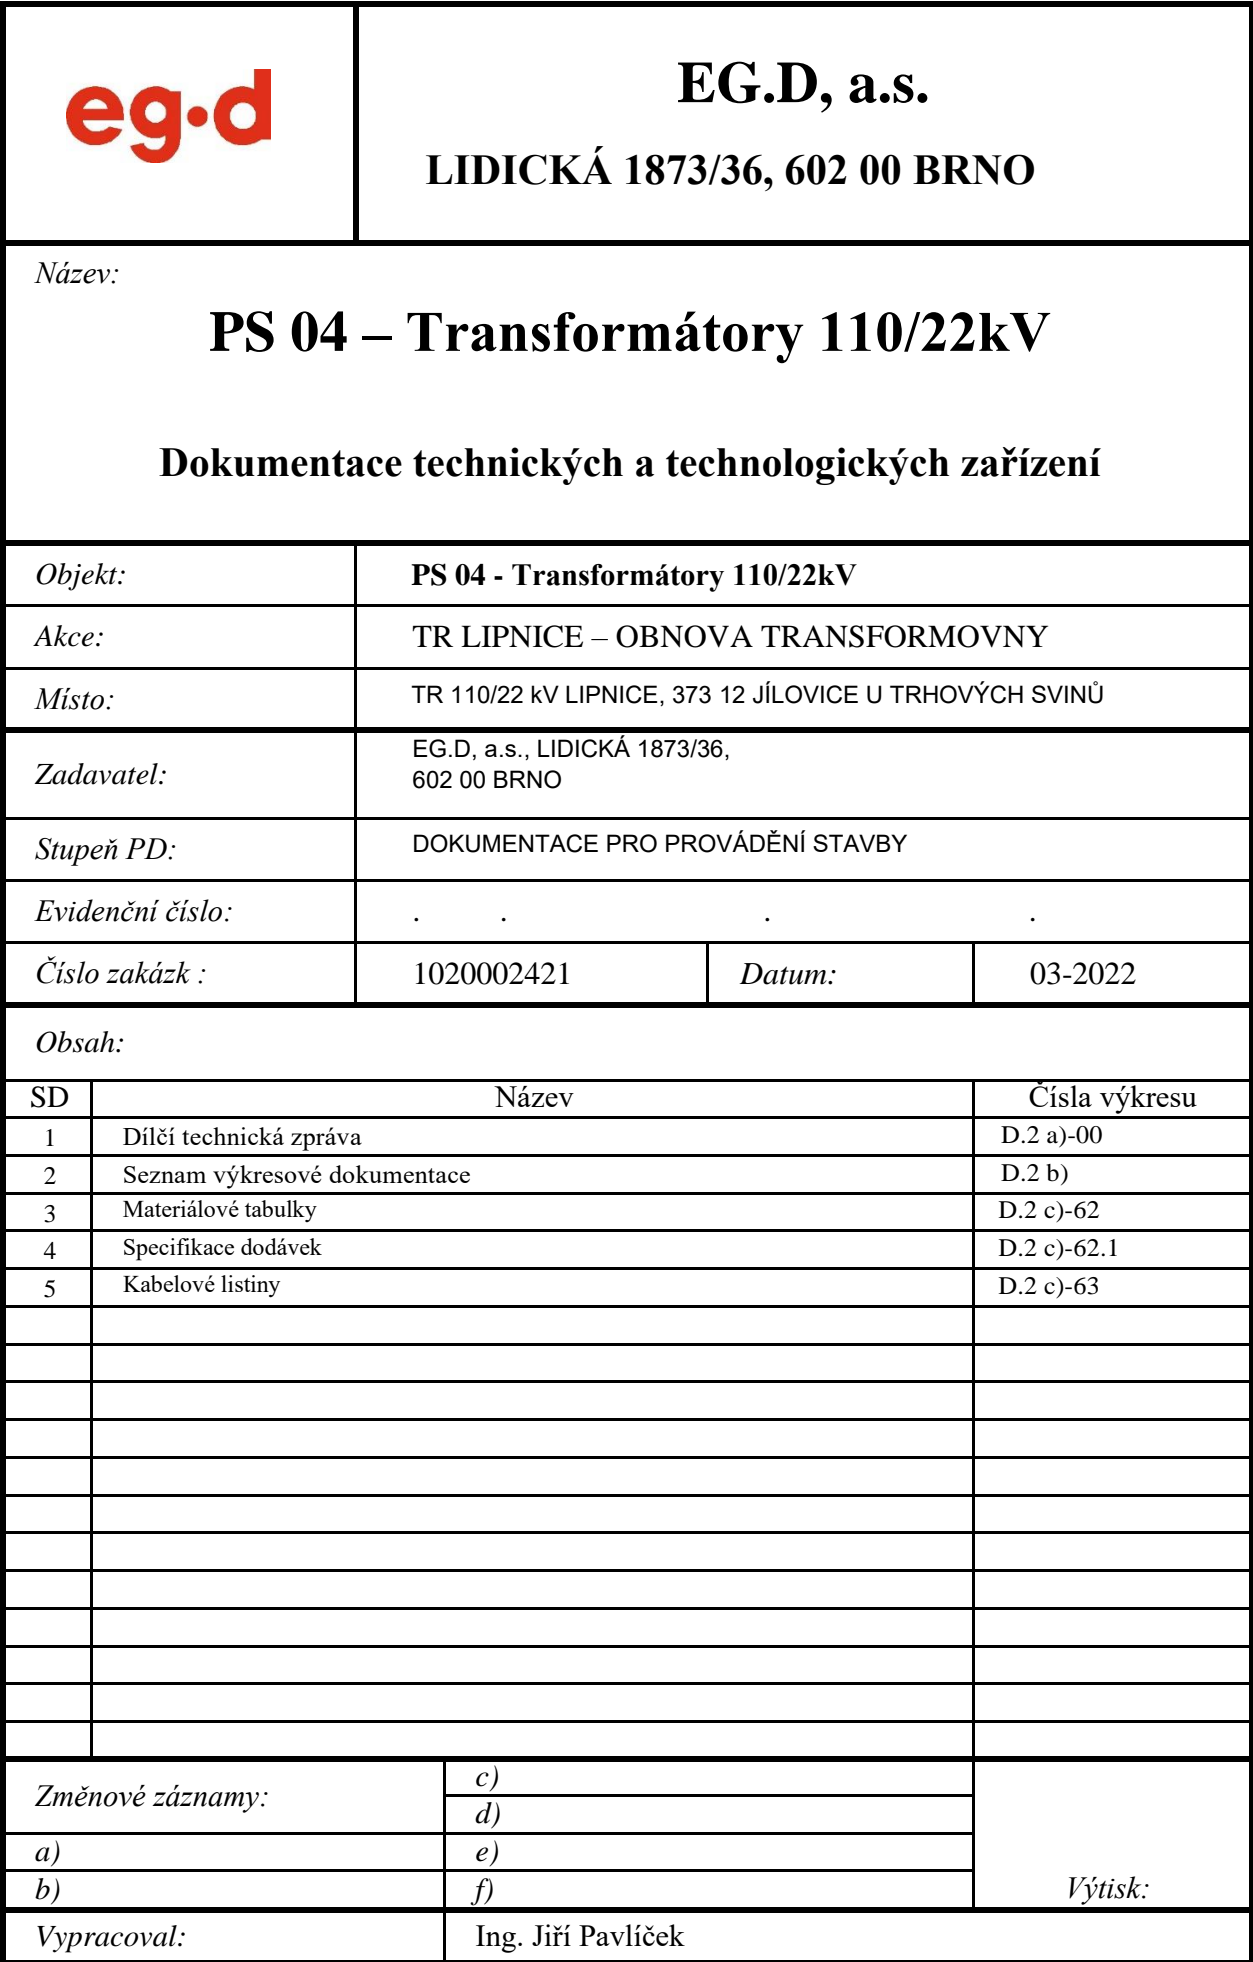 eg·d
EG.D, a.s.
LIDICKÁ 1873/36, 602 00 BRNO
Název:
PS 04 – Transformátory 110/22kV
Dokumentace technických a technologických zařízení
Objekt: PS 04 - Transformátory 110/22kV
Akce: TR LIPNICE – OBNOVA TRANSFORMOVNY
Místo: TR 110/22 kV LIPNICE, 373 12 JÍLOVICE U TRHOVÝCH SVINŮ
Zadavatel: EG.D, a.s., LIDICKÁ 1873/36,
602 00 BRNO
Stupeň PD: DOKUMENTACE PRO PROVÁDĚNÍ STAVBY
Evidenční číslo: . . . .
Číslo zakázk : 1020002421 Datum: 03-2022
Obsah:
SD Název Čísla výkresu
1 Dílčí technická zpráva D.2 a)-00
2 Seznam výkresové dokumentace D.2 b)
3 Materiálové tabulky D.2 c)-62
4 Specifikace dodávek D.2 c)-62.1
5 Kabelové listiny D.2 c)-63
Změnové záznamy: c)
d)
a) e)
b) f) Výtisk:
Vypracoval: Ing. Jiří Pavlíček